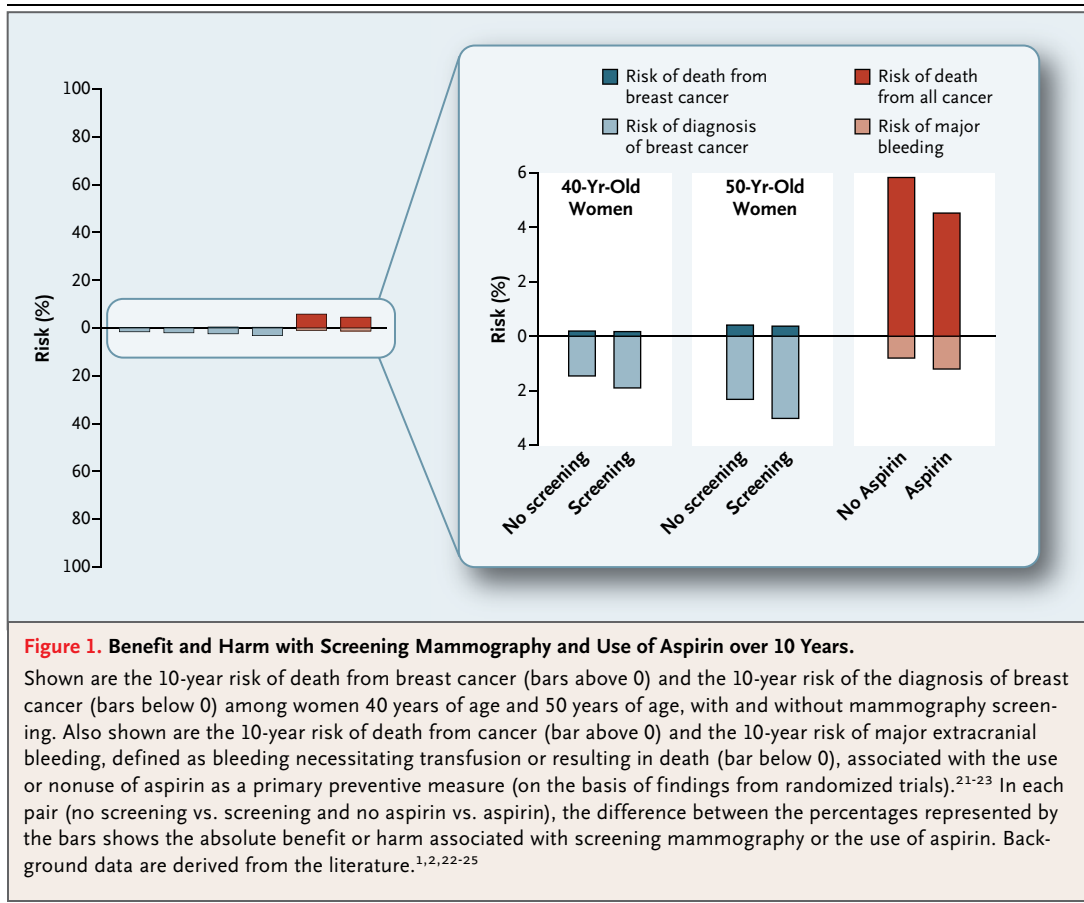 100
80
60
40
20
0
20
40
60
80
100
Risk (%)
Risk of death from
breast cancer
Risk of diagnosis
of breast cancer
Risk of death
from all cancer
Risk of major
bleeding
6
4
2
0
2
4
Risk (%)
40-Yr-Old
Women
50-Yr-Old
Women
No screening
Screening
No screening
Screening
No Aspirin
Aspirin
Figure 1. Benefit and Harm with Screening Mammography and Use of Aspirin over 10 Years.
Shown are the 10-year risk of death from breast cancer (bars above 0) and the 10-year risk of the diagnosis of breast
cancer (bars below 0) among women 40 years of age and 50 years of age, with and without mammography screen-
ing. Also shown are the 10-year risk of death from cancer (bar above 0) and the 10-year risk of major extracranial
bleeding, defined as bleeding necessitating transfusion or resulting in death (bar below 0), associated with the use
or nonuse of aspirin as a primary preventive measure (on the basis of findings from randomized trials).21-23 In each
pair (no screening vs. screening and no aspirin vs. aspirin), the difference between the percentages represented by
the bars shows the absolute benefit or harm associated with screening mammography or the use of aspirin. Back-
ground data are derived from the literature.1,2,22-25